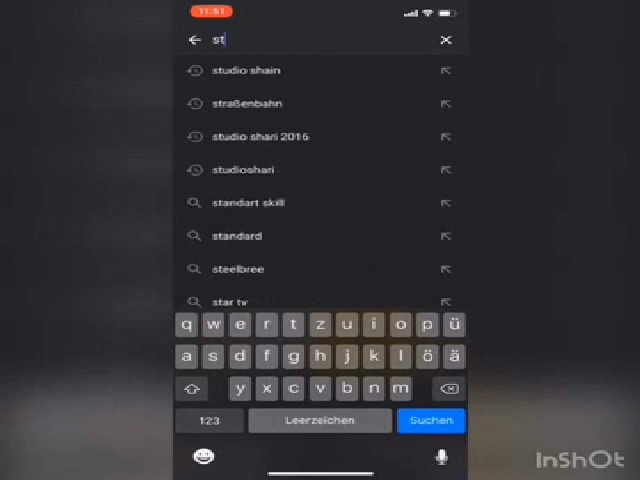 11:51
st
studio shain
straßenbahn
studio shari 2016
studioshari
standart skill
standard
steelbree
star tv
q w e r t z u i o p ü
a s d f g h j k l ö ä
y x c v b n m
123 Leerzeichen Suchen
InShOt